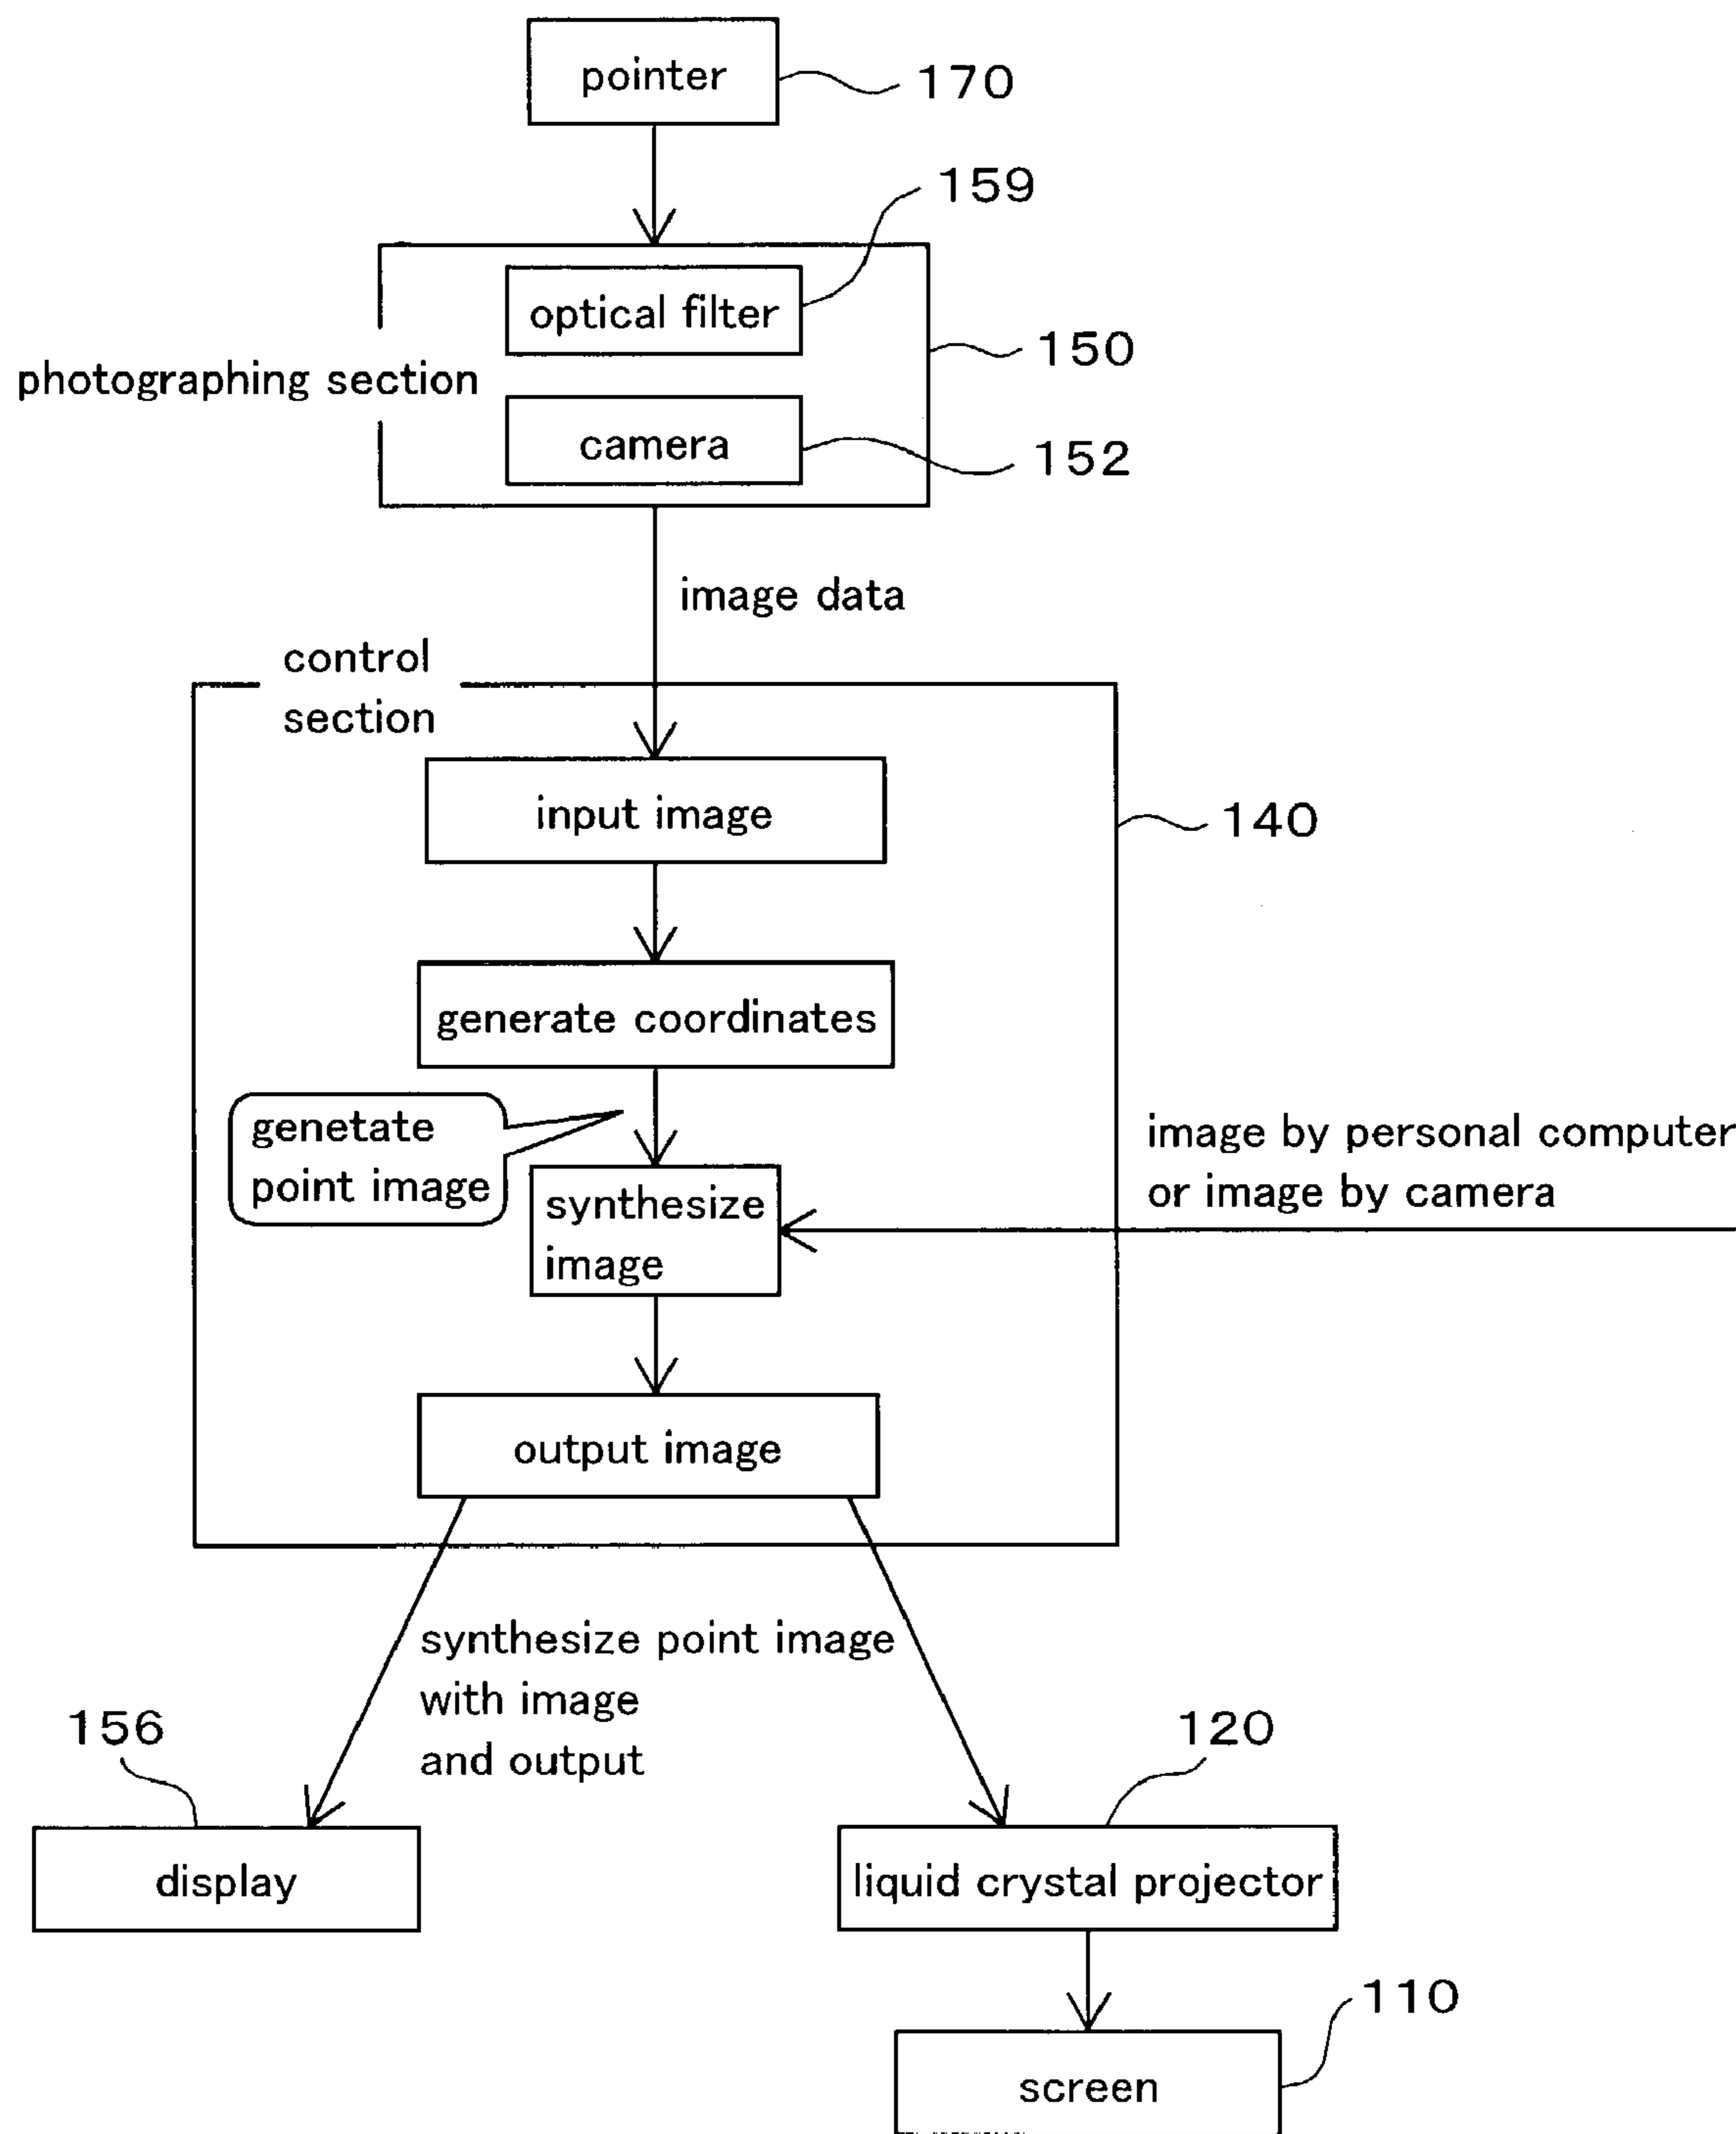 pointer
170
159
optical filter
150
photographing section
camera
152
image data
control
section
input image
140
generate coordinates
genetate
point image
image by personal computer
or image by camera
synthesize
image
output image
synthesize point image
with image
and output
156
120
display
liquid crystal projector
110
screen